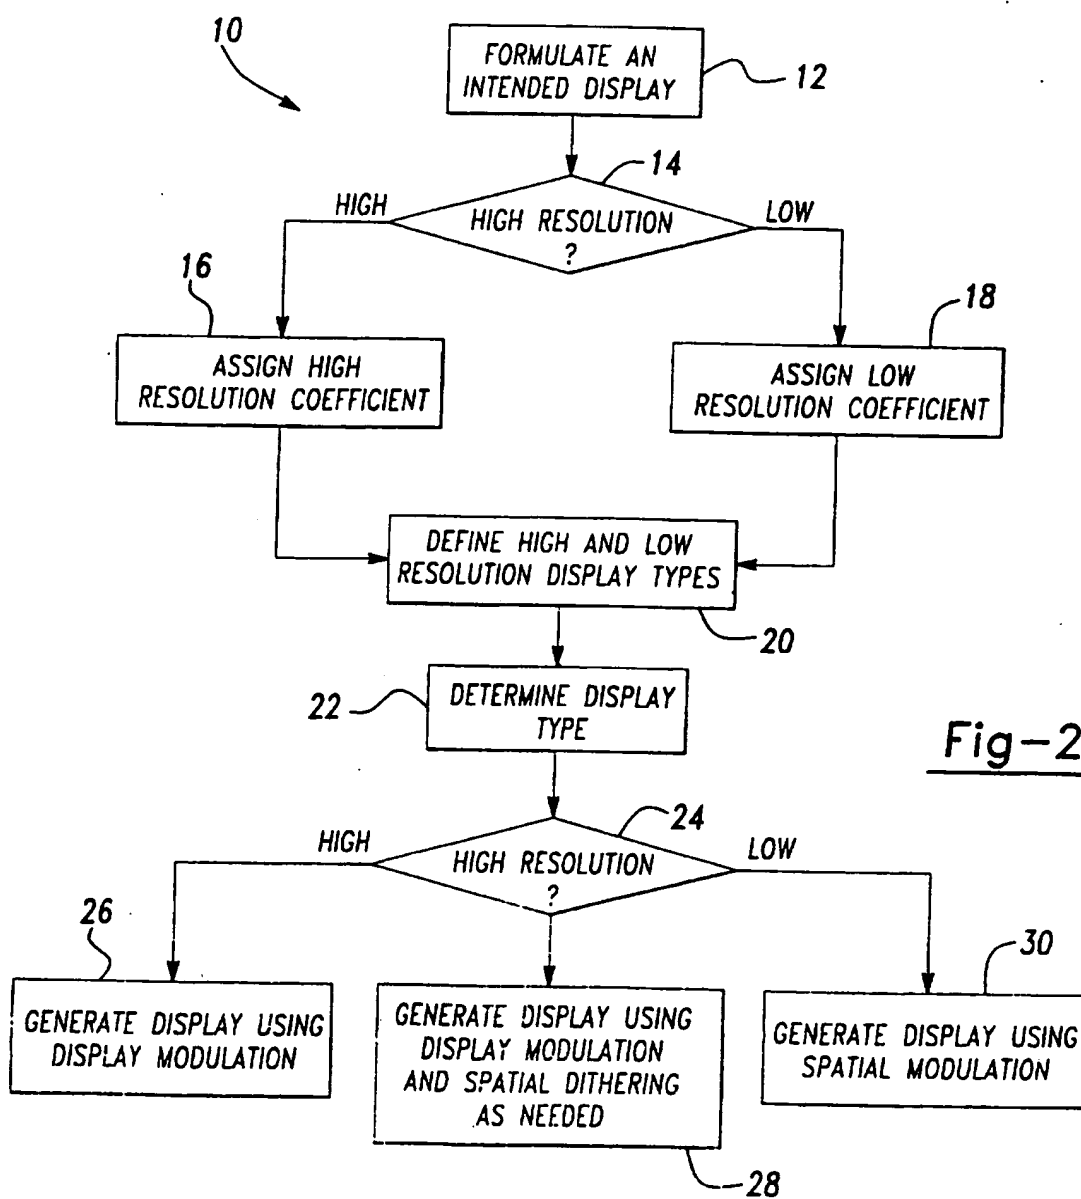 10
FORMULATE AN
INTENDED DISPLAY
12
14
HIGH
HIGH RESOLUTION
?
LOW
16
18
ASSIGN HIGH
RESOLUTION COEFFICIENT
ASSIGN LOW
RESOLUTION COEFFICIENT
DEFINE HIGH AND LOW
RESOLUTION DISPLAY TYPES
20
22
DETERMINE DISPLAY
TYPE
Fig-2
24
HIGH
HIGH RESOLUTION
?
LOW
26
30
GENERATE DISPLAY USING
DISPLAY MODULATION
GENERATE DISPLAY USING
DISPLAY MODULATION
AND SPATIAL DITHERING
AS NEEDED
GENERATE DISPLAY USING
SPATIAL MODULATION
28